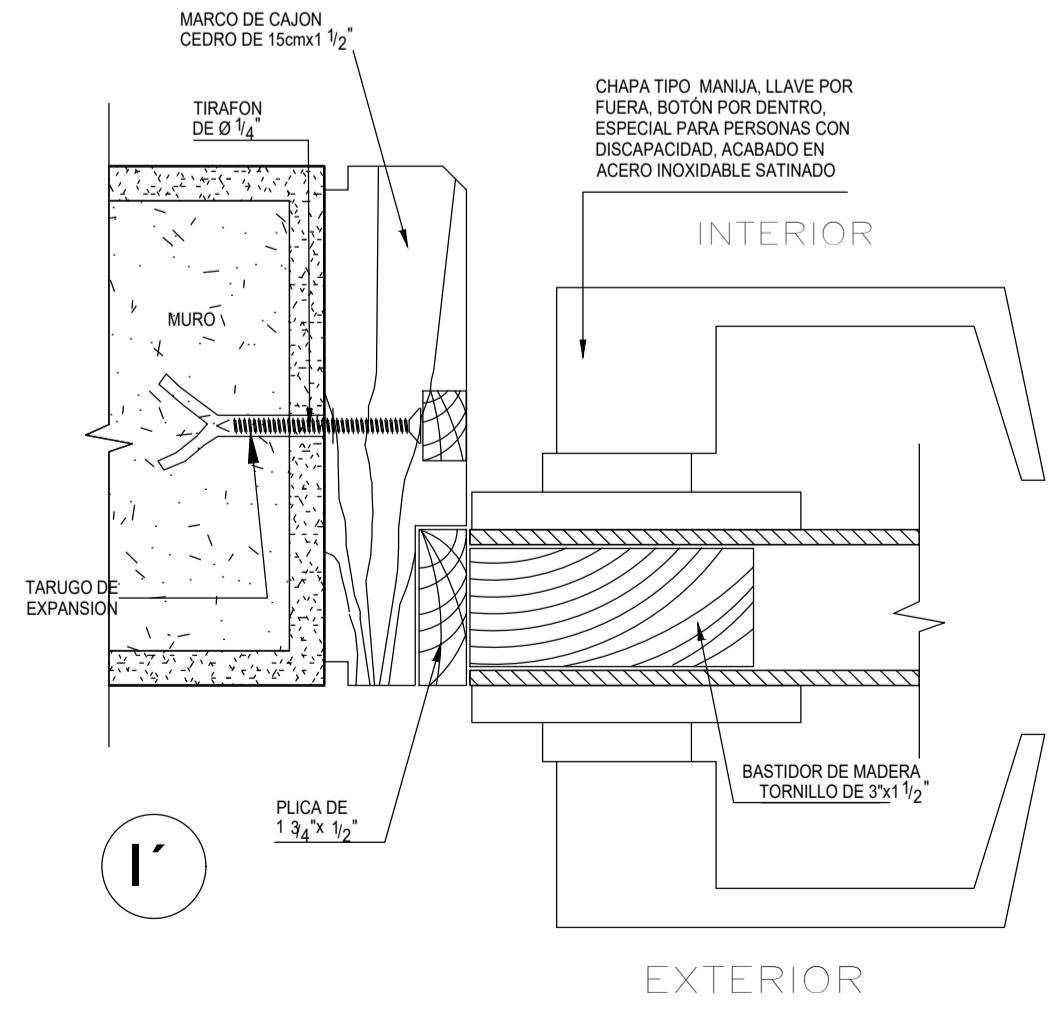 MARCO DE CAJON
CEDRO DE 15cmx1 1/2"
TIRAFON
DE Ø 1/4"
CHAPA TIPO MANIJA, LLAVE POR
FUERA, BOTÓN POR DENTRO,
ESPECIAL PARA PERSONAS CON
DISCAPACIDAD, ACABADO EN
ACERO INOXIDABLE SATINADO
INTERIOR
MURO
TARUGO DE
EXPANSION
BASTIDOR DE MADERA
TORNILLO DE 3"x1 1/2"
PLICA DE
1 3/4"x 1/2"
I´
EXTERIOR